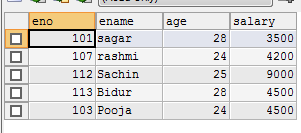 eno ename age salary
101 sagar 28 3500
107 rashmi 24 4200
112 Sachin 25 9000
113 Bidur 28 4500
103 Pooja 24 4500